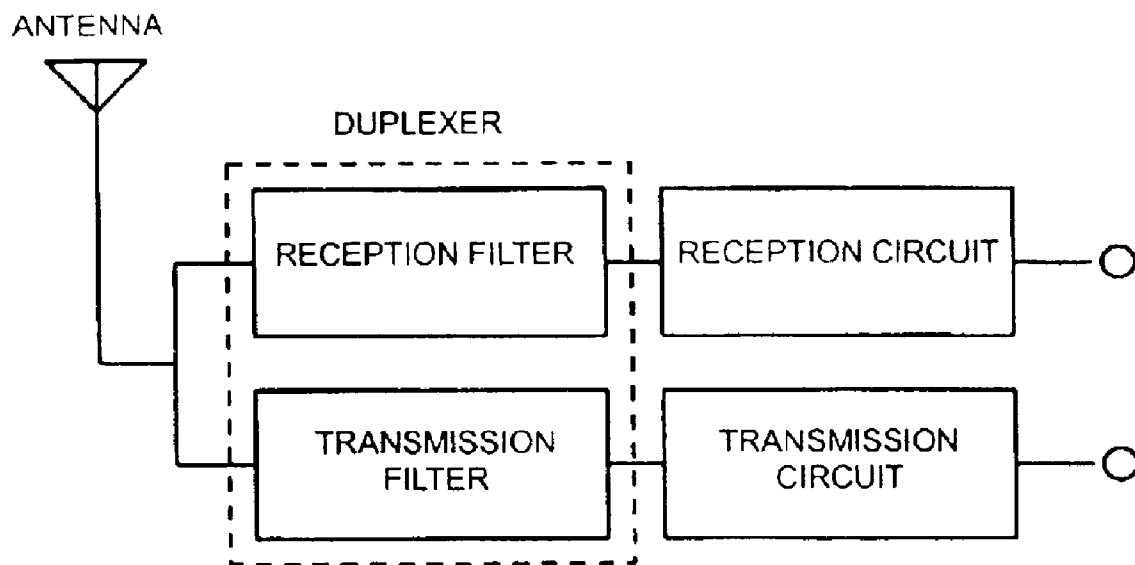 ANTENNA
DUPLEXER
RECEPTION FILTER
RECEPTION CIRCUIT
TRANSMISSION
FILTER
TRANSMISSION
CIRCUIT